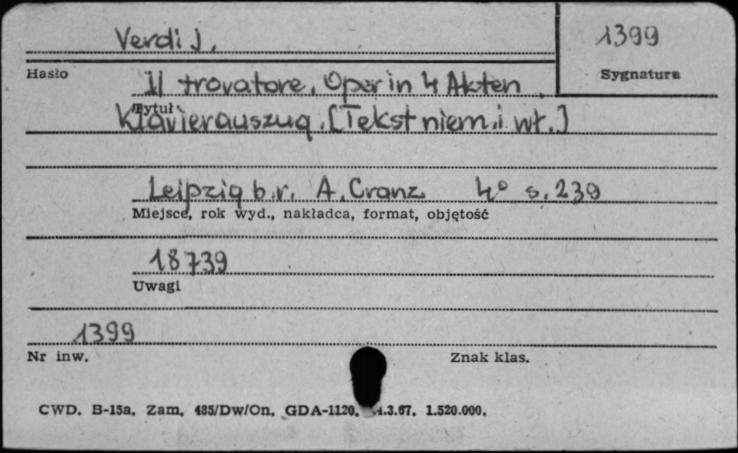 Verdi J.
1399
Hasło
Sygnatura
Il trovatore. Oper in 4 Akten.
Tytuł
Klavierauszug. [Tekst niem. i wł.]
Leipzig b.r. A. Cranz 4° s. 239
Miejsce, rok wyd., nakładca, format, objętość
18739
Uwagi
1399
Nr inw.
Znak klas.
CWD. B-15a. Zam. 485/Dw/On. GDA-1120. .3.67. 1.520.000.